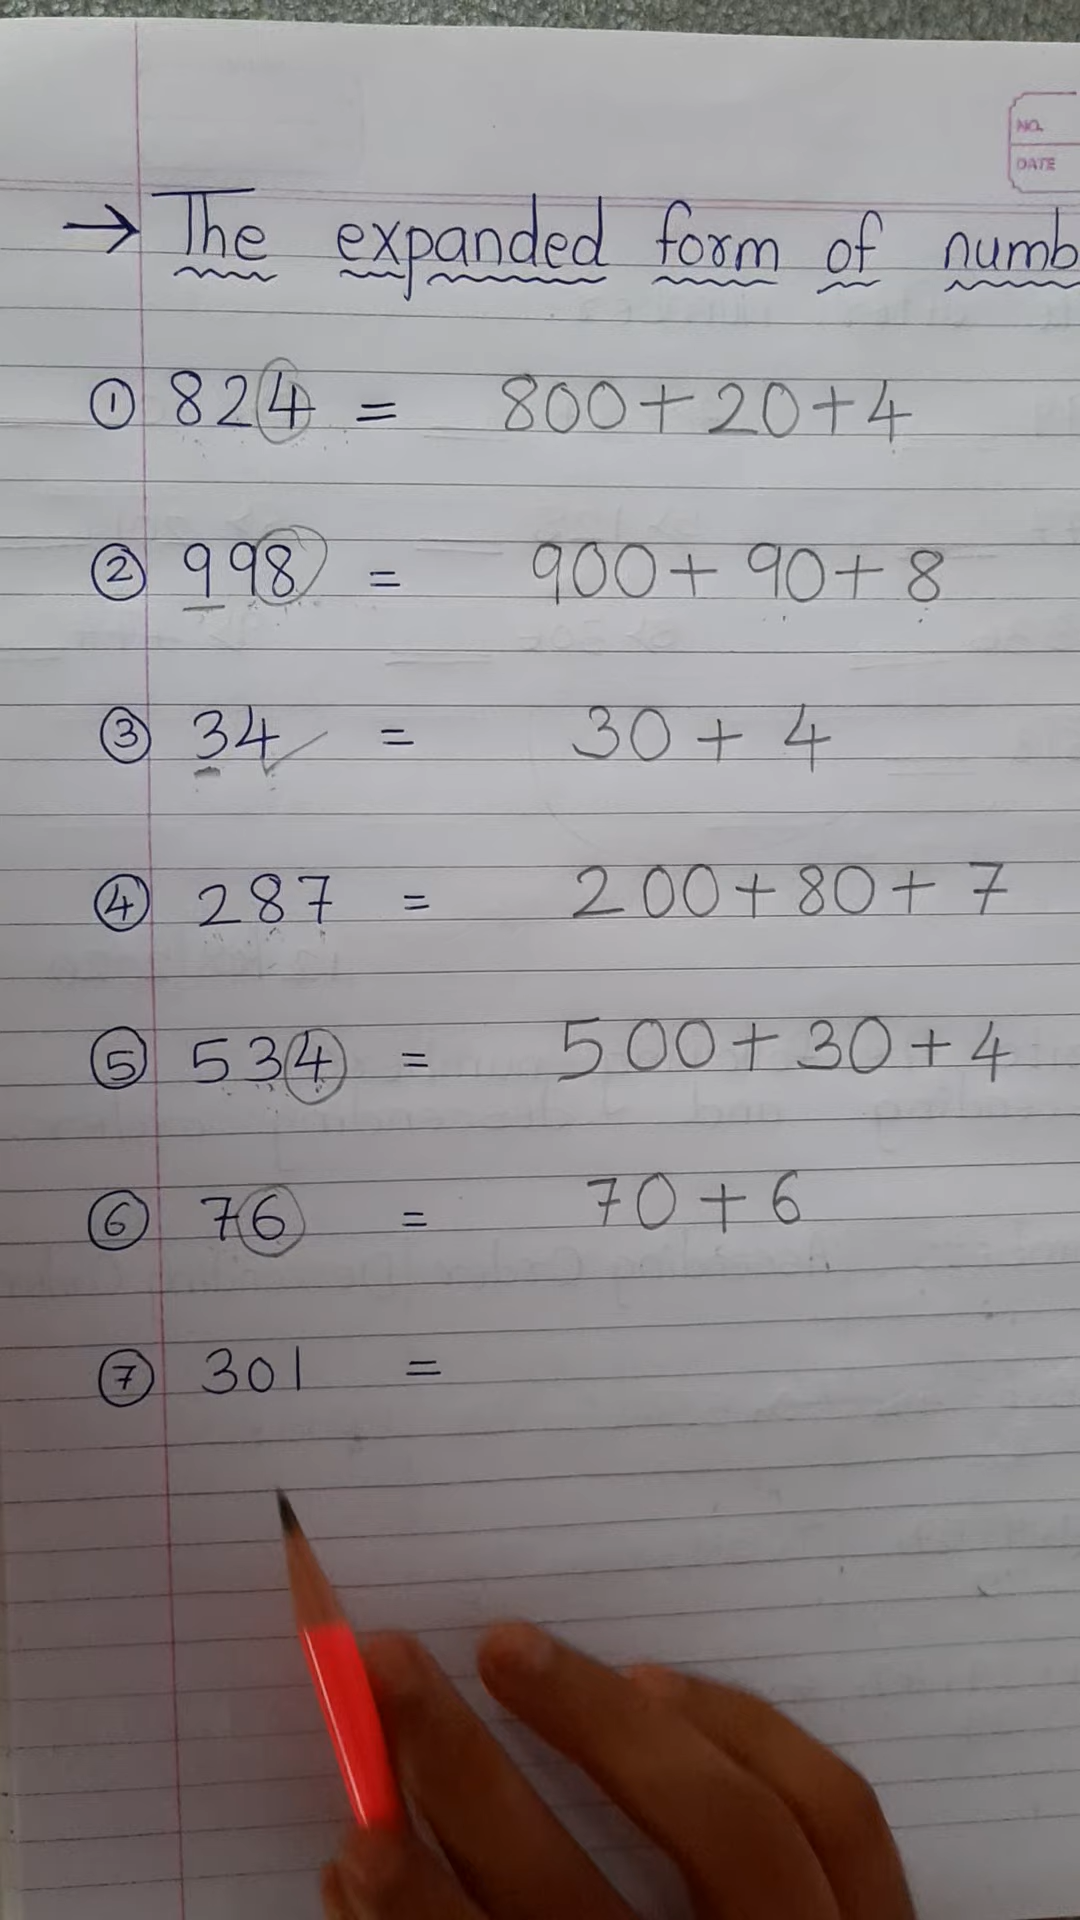 NO.
DATE
→ The expanded form of numb
① 824 = 800+20+4
② 998 = 900+90+8
③ 34 = 30+4
④ 287 = 200+80+7
⑤ 534 = 500+30+4
⑥ 76 = 70+6
⑦ 301 =